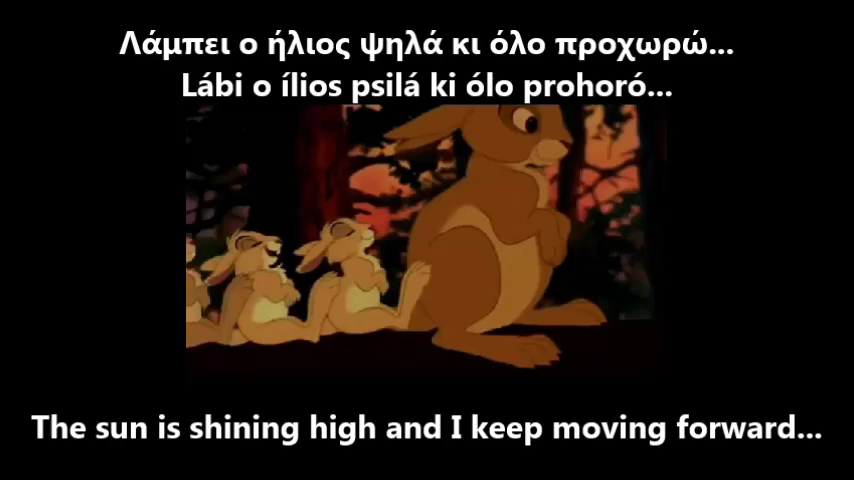 Λάμπει ο ήλιος ψηλά κι όλο προχωρώ...
Lábi o ílios psilá ki ólo prohoró...
The sun is shining high and I keep moving forward...